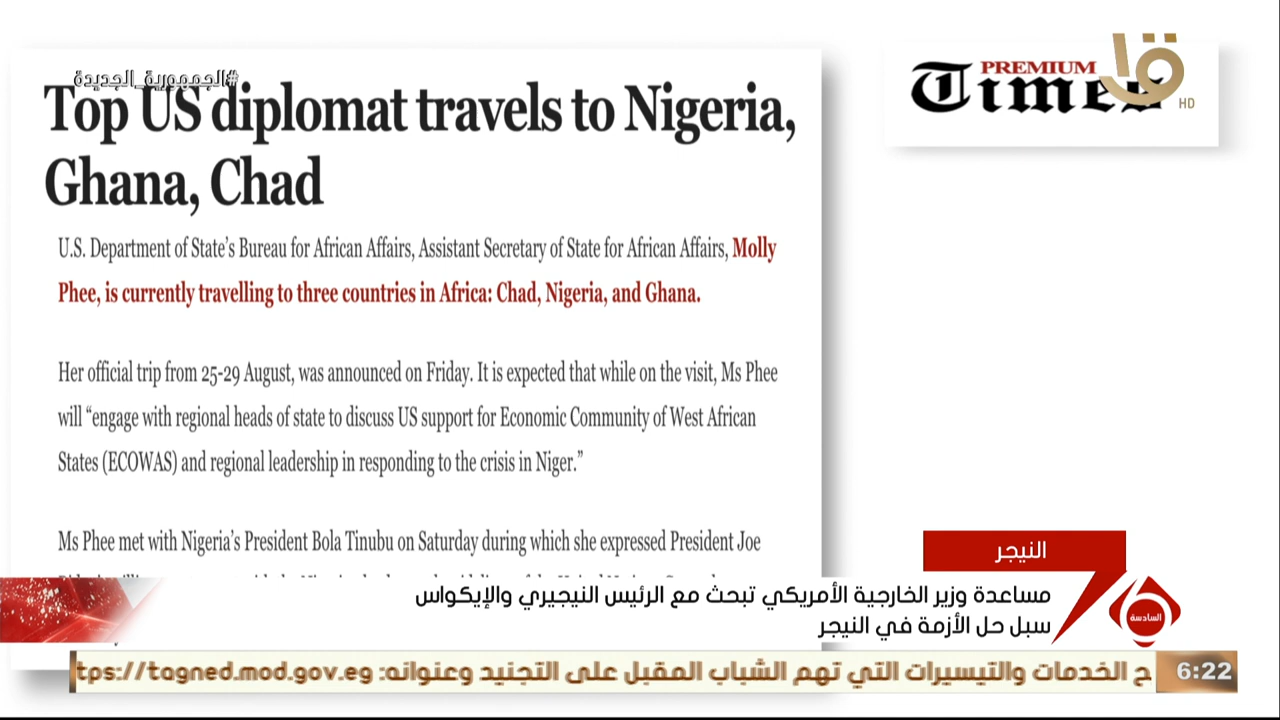 #الجمهورية_الجديدة
Top US diplomat travels to Nigeria,
Ghana, Chad
PREMIUM
Times
HD
U.S. Department of State's Bureau for African Affairs, Assistant Secretary of State for African Affairs, Molly
Phee, is currently travelling to three countries in Africa: Chad, Nigeria, and Ghana.
Her official trip from 25-29 August, was announced on Friday. It is expected that while on the visit, Ms Phee
will “engage with regional heads of state to discuss US support for Economic Community of West African
States (ECOWAS) and regional leadership in responding to the crisis in Niger.”
Ms Phee met with Nigeria's President Bola Tinubu on Saturday during which she expressed President Joe
النيجر
مساعدة وزير الخارجية الأمريكي تبحث مع الرئيس النيجيري والإيكواس
سبل حل الأزمة في النيجر
السادسة
ح الخدمات والتيسيرات التي تهم الشباب المقبل على التجنيد وعنوانه: tps://tagned.mod.gov.eg
6:22